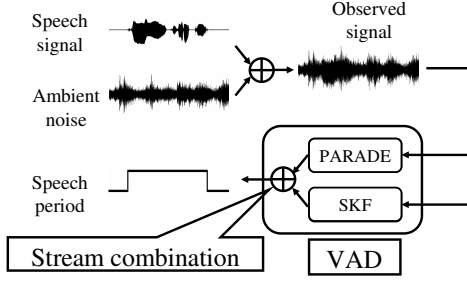 Speech
signal
Observed
signal
Ambient
noise
PARADE
SKF
Speech
period
Stream combination
VAD